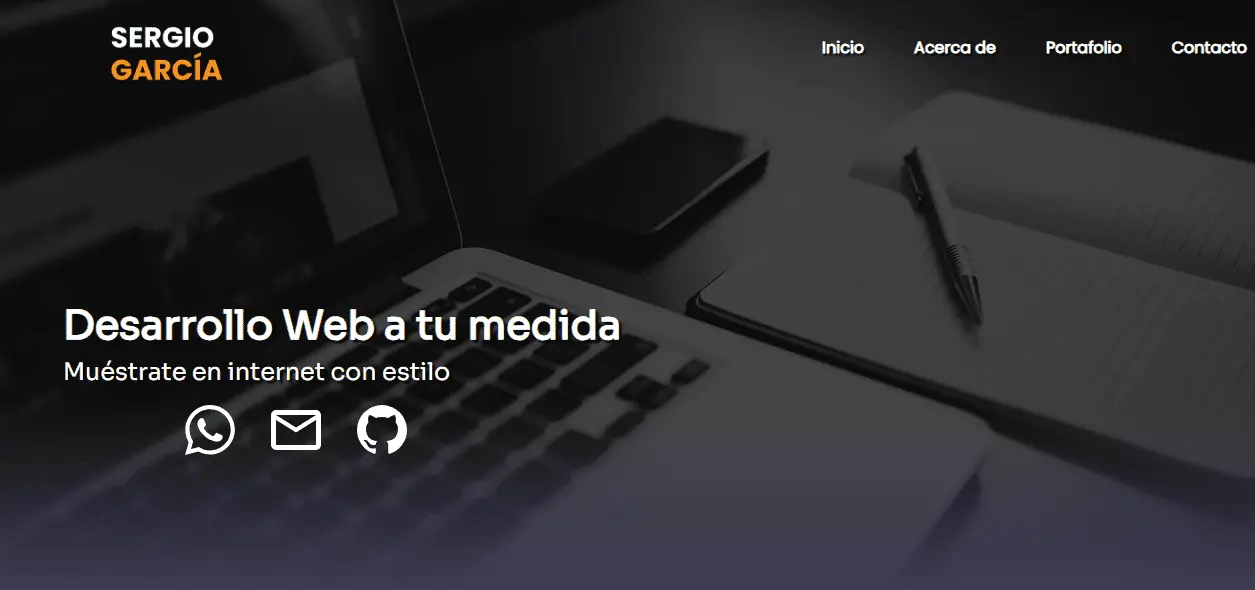 SERGIO
GARCÍA
Inicio Acerca de Portafolio Contacto
Desarrollo Web a tu medida
Muéstrate en internet con estilo